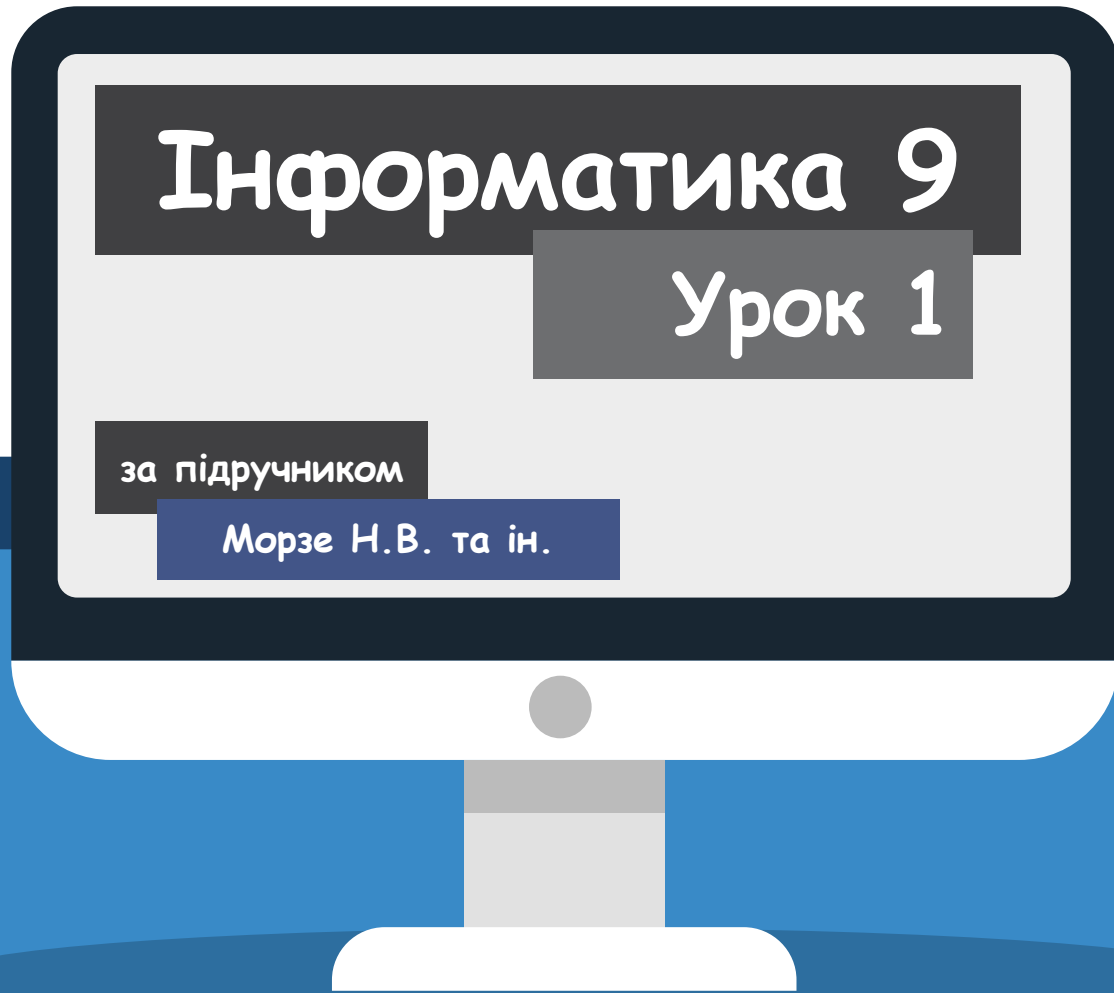 Інформатика 9
Урок 1
за підручником
Морзе Н.В. та ін.